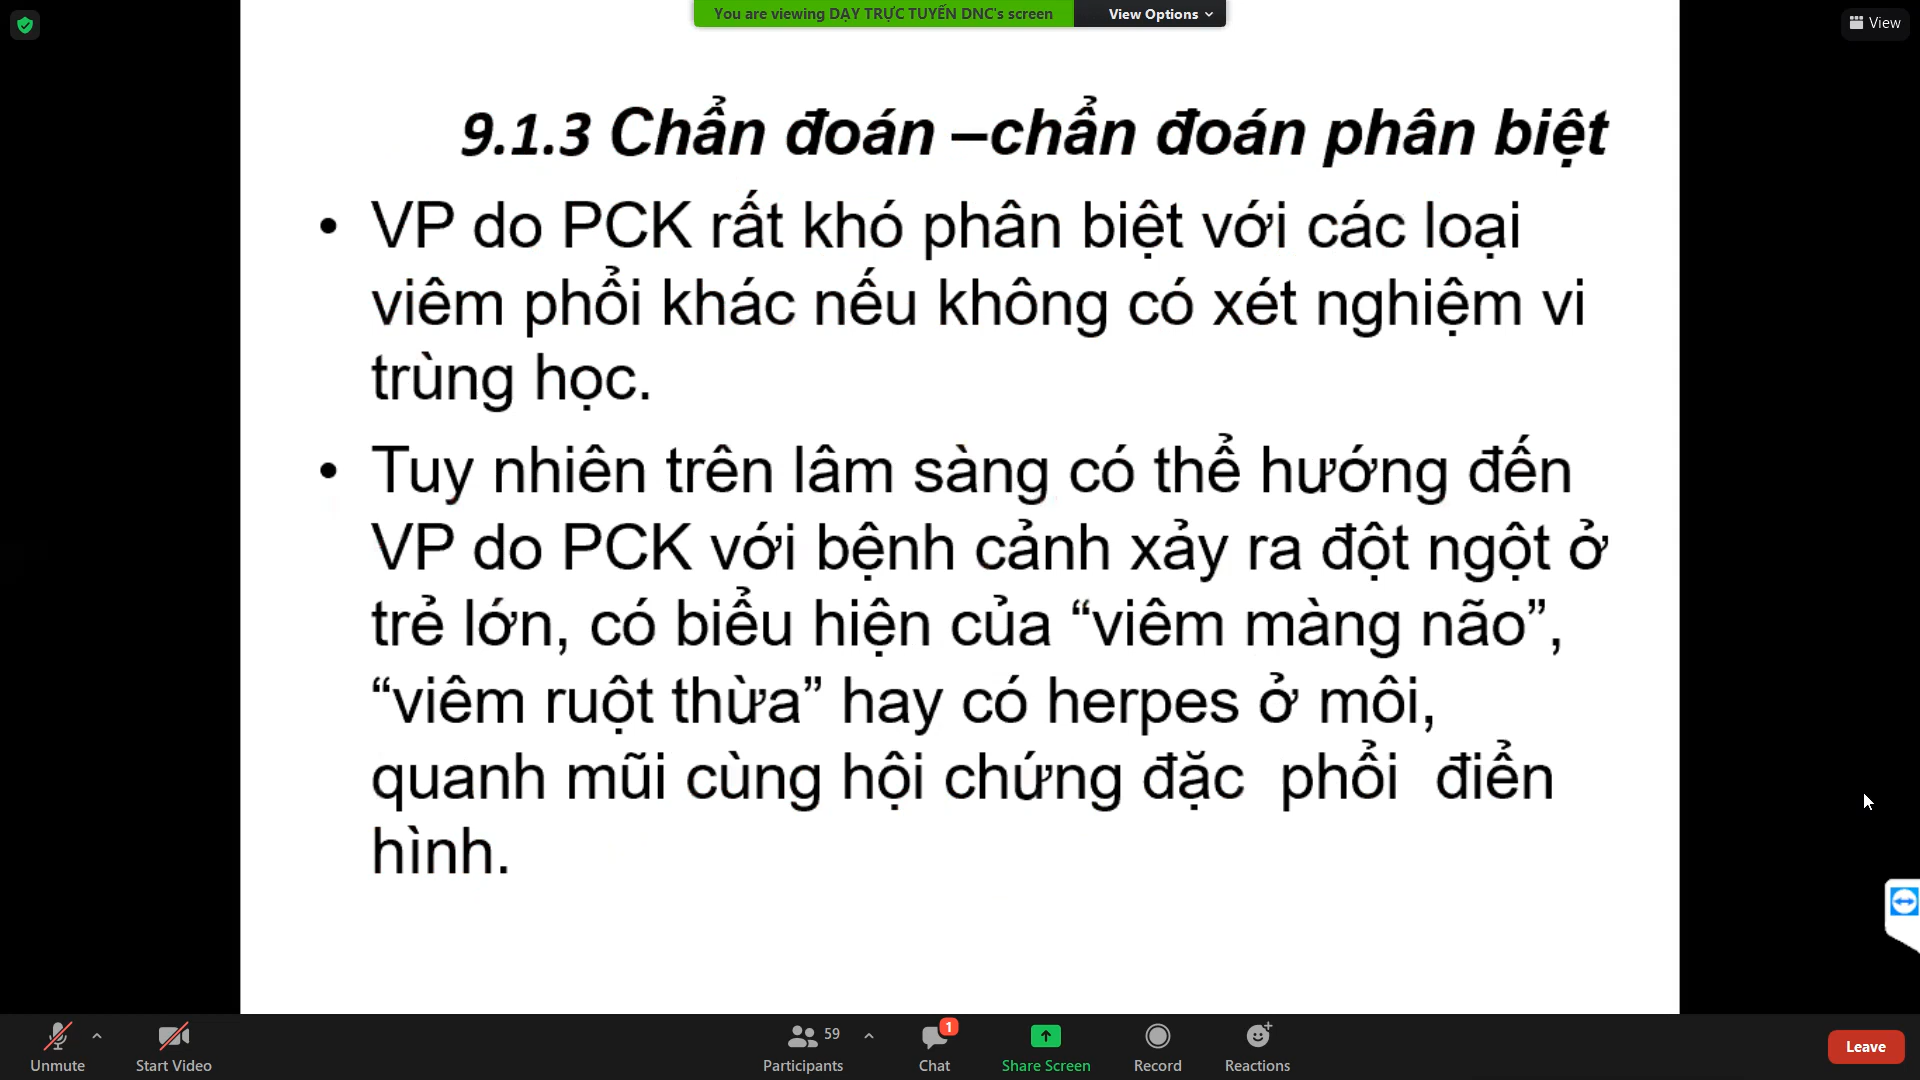 You are viewing DẠY TRỰC TUYẾN DNC's screen
View Options
View
9.1.3 Chẩn đoán –chẩn đoán phân biệt
• VP do PCK rất khó phân biệt với các loại
viêm phổi khác nếu không có xét nghiệm vi
trùng học.
• Tuy nhiên trên lâm sàng có thể hướng đến
VP do PCK với bệnh cảnh xảy ra đột ngột ở
trẻ lớn, có biểu hiện của “viêm màng não”,
“viêm ruột thừa” hay có herpes ở môi,
quanh mũi cùng hội chứng đặc phổi điển
hình.
Unmute
Start Video
59
Participants
1
Chat
Share Screen
Record
Reactions
Leave